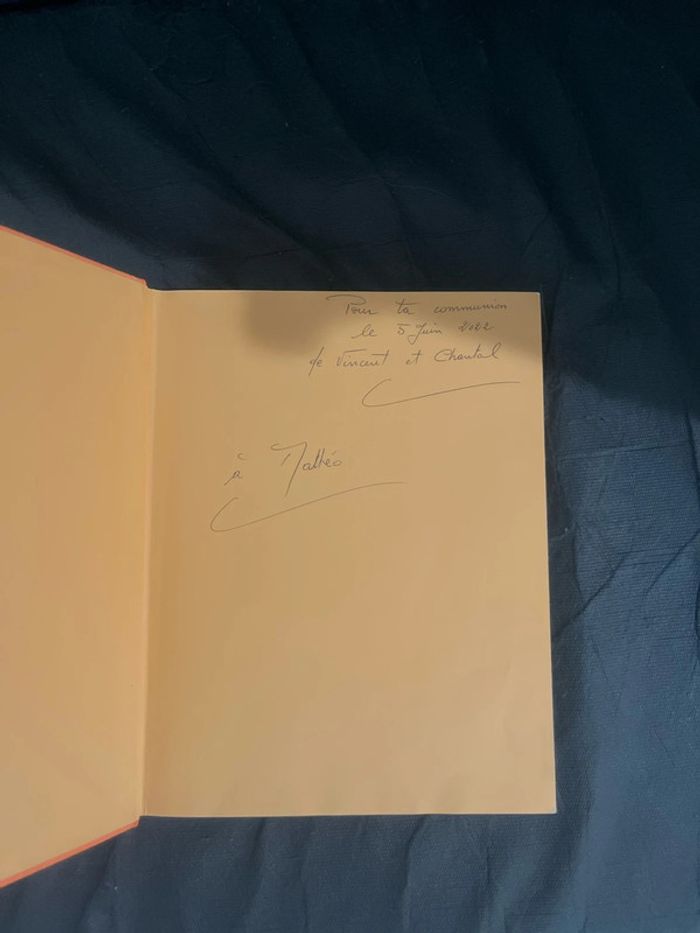 Pour ta communion
le 5 Juin 2022
de Vincent et Chantal
à Mathéo